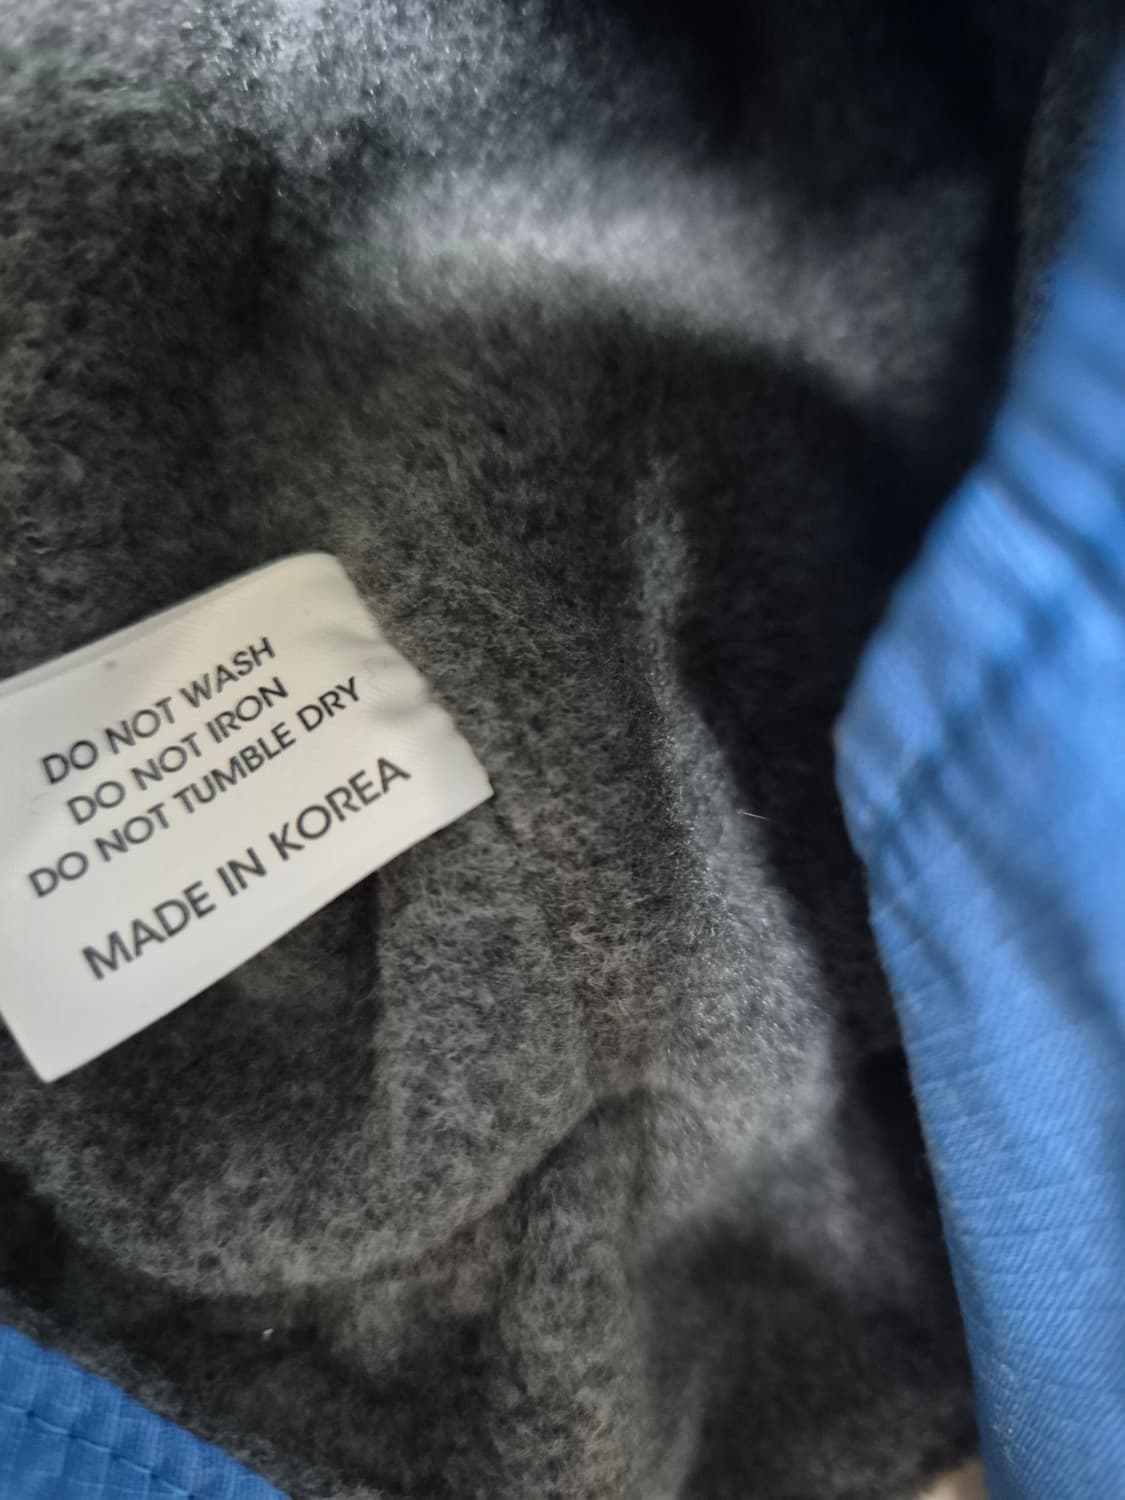 DO NOT WASH
DO NOT IRON
DO NOT TUMBLE DRY
MADE IN KOREA